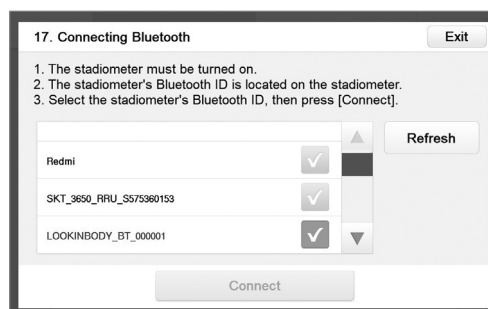 17. Connecting Bluetooth
Exit
1. The stadiometer must be turned on.
2. The stadiometer's Bluetooth ID is located on the stadiometer.
3. Select the stadiometer's Bluetooth ID, then press [Connect].
Refresh
Redmi
SKT_3650_RRU_S575360153
LOOKINBODY_BT_000001
Connect